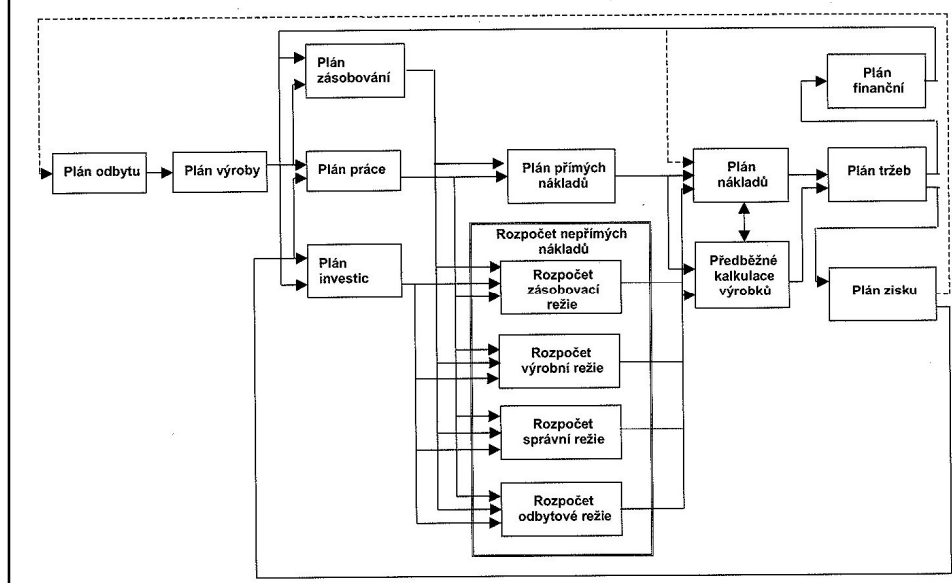 Plán
zásobování
Plán
finanční
Plán odbytu
Plán výroby
Plán práce
Plán přímých
nákladů
Plán
nákladů
Plán tržeb
Plán
investic
Rozpočet nepřímých
nákladů
Rozpočet
zásobovací
režie
Předběžné
kalkulace
výrobků
Plán zisku
Rozpočet
výrobní režie
Rozpočet
správní režie
Rozpočet
odbytové režie